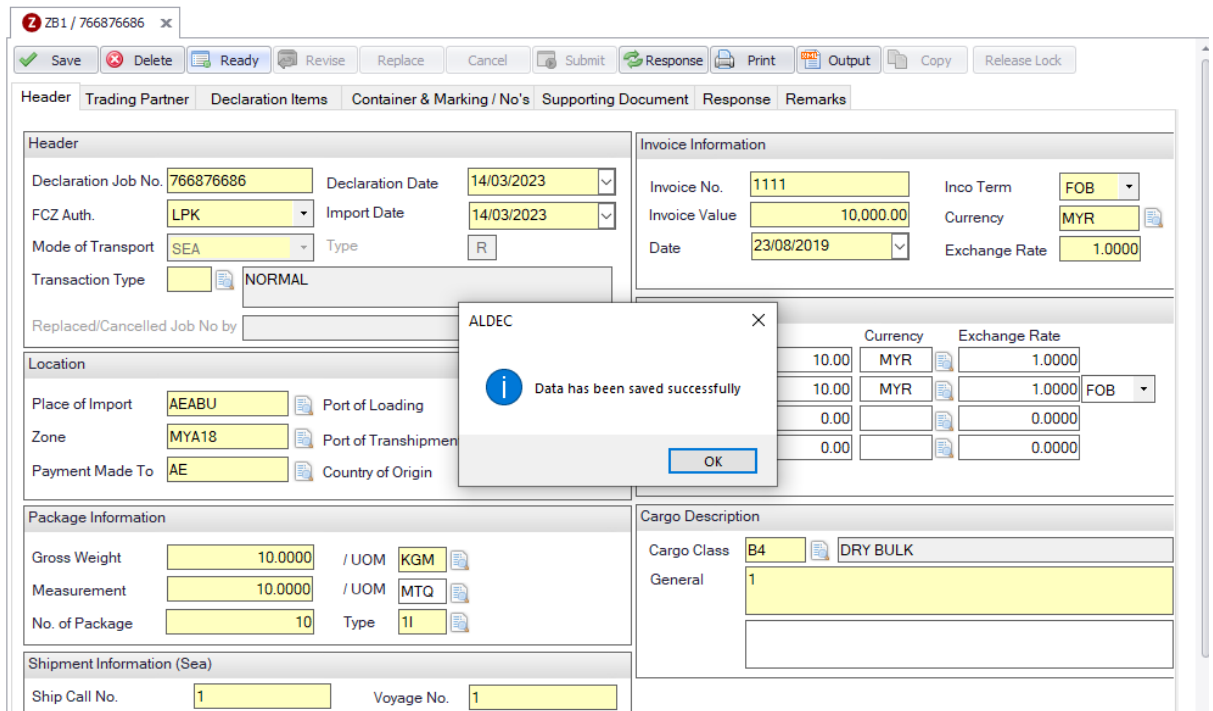 Z ZB1 / 766876686 ×
Save Delete Ready Revise Replace Cancel Submit Response Print Output Copy Release Lock
Header Trading Partner Declaration Items Container & Marking / No's Supporting Document Response Remarks
Header
Declaration Job No. 766876686 Declaration Date 14/03/2023
FCZ Auth. LPK Import Date 14/03/2023
Mode of Transport SEA Type R
Transaction Type NORMAL
Replaced/Cancelled Job No by
Invoice Information
Invoice No. 1111 Inco Term FOB
Invoice Value 10,000.00 Currency MYR
Date 23/08/2019 Exchange Rate 1.0000
ALDEC
Data has been saved successfully
OK
Currency Exchange Rate
10.00 MYR 1.0000
10.00 MYR 1.0000 FOB
0.00 0.0000
0.00 0.0000
Location
Place of Import AEABU Port of Loading
Zone MYA18 Port of Transhipmen
Payment Made To AE Country of Origin
Package Information
Gross Weight 10.0000 / UOM KGM
Measurement 10.0000 / UOM MTQ
No. of Package 10 Type 1I
Cargo Description
Cargo Class B4 DRY BULK
General 1
Shipment Information (Sea)
Ship Call No. 1 Voyage No. 1